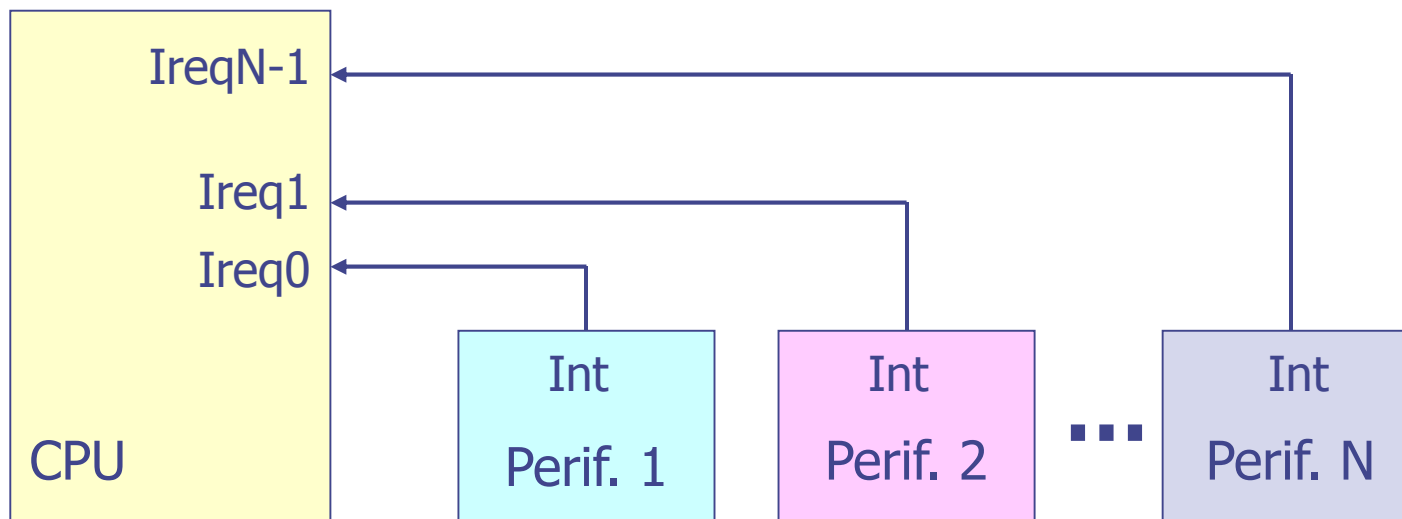 IreqN-1
Ireq1
Ireq0
CPU
Int
Perif. 1
Int
Perif. 2
...
Int
Perif. N